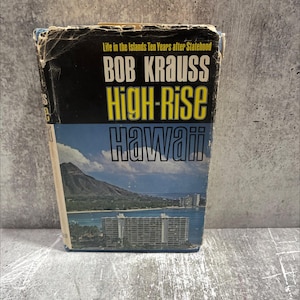 Life in the Islands Ten Years after Statehood
BOB KRAUSS
HIGH-RISE
HAWAII